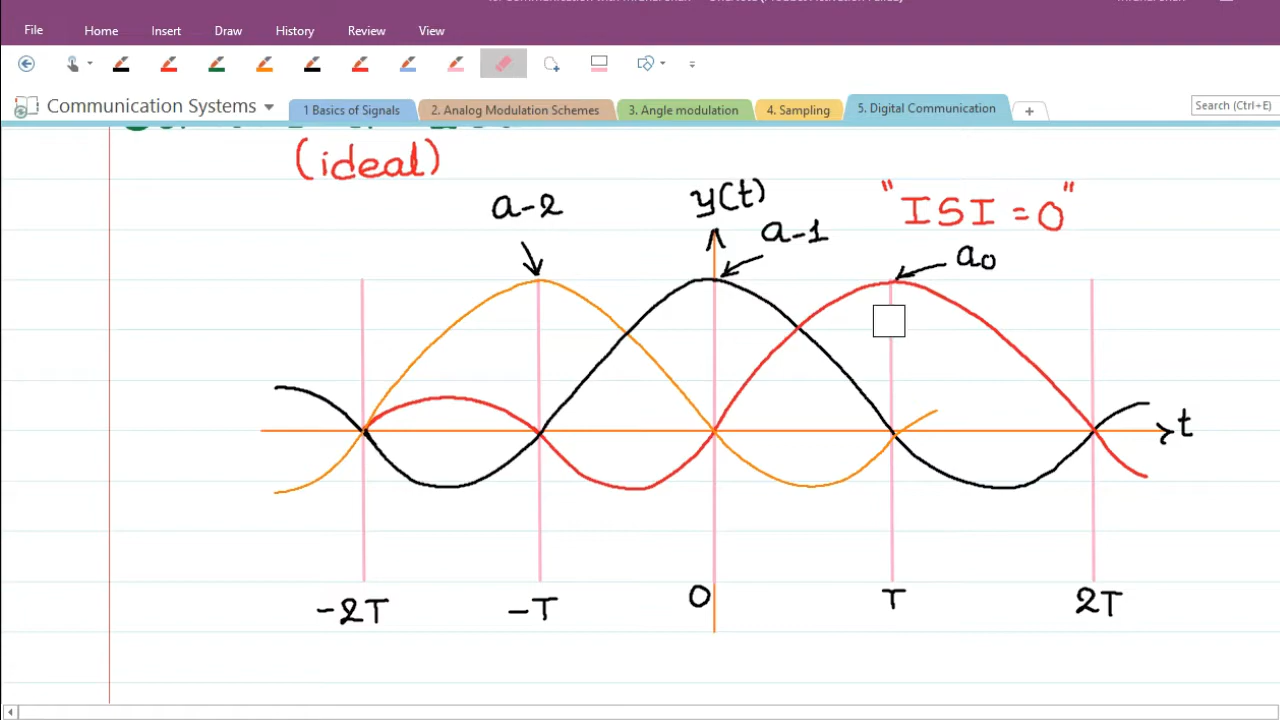 File Home Insert Draw History Review View
Communication Systems 1 Basics of Signals 2. Analog Modulation Schemes 3. Angle modulation 4. Sampling 5. Digital Communication Search (Ctrl+E)
(ideal)
a-2 y(t) "ISI=0"
a-1
a0
t
-2T -T 0 T 2T